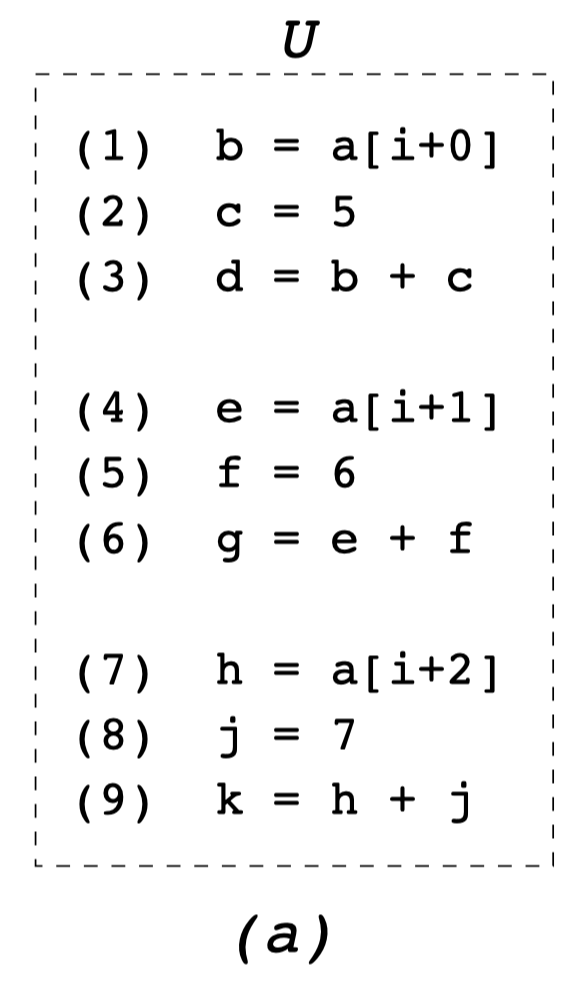 U
(1) b = a[i+0]
(2) c = 5
(3) d = b + c
(4) e = a[i+1]
(5) f = 6
(6) g = e + f
(7) h = a[i+2]
(8) j = 7
(9) k = h + j
(a)